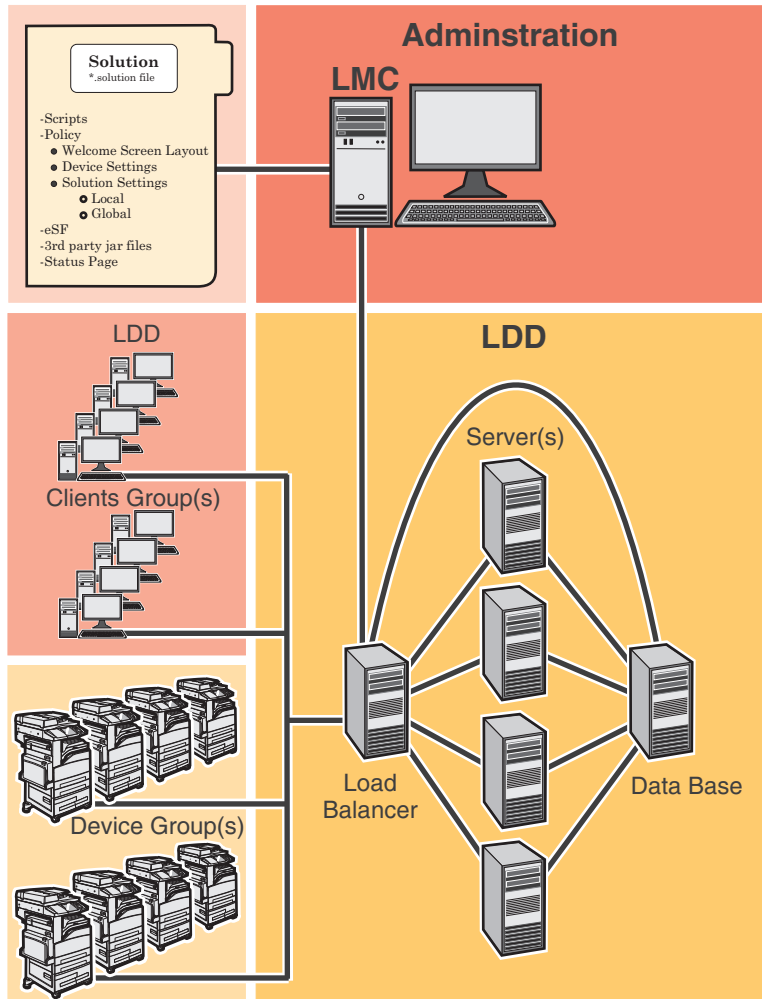 Solution
*.solution file
-Scripts
-Policy
● Welcome Screen Layout
● Device Settings
● Solution Settings
○ Local
○ Global
-eSF
-3rd party jar files
-Status Page
Adminstration
LMC
LDD
Clients Group(s)
Device Group(s)
LDD
Server(s)
Load
Balancer
Data Base